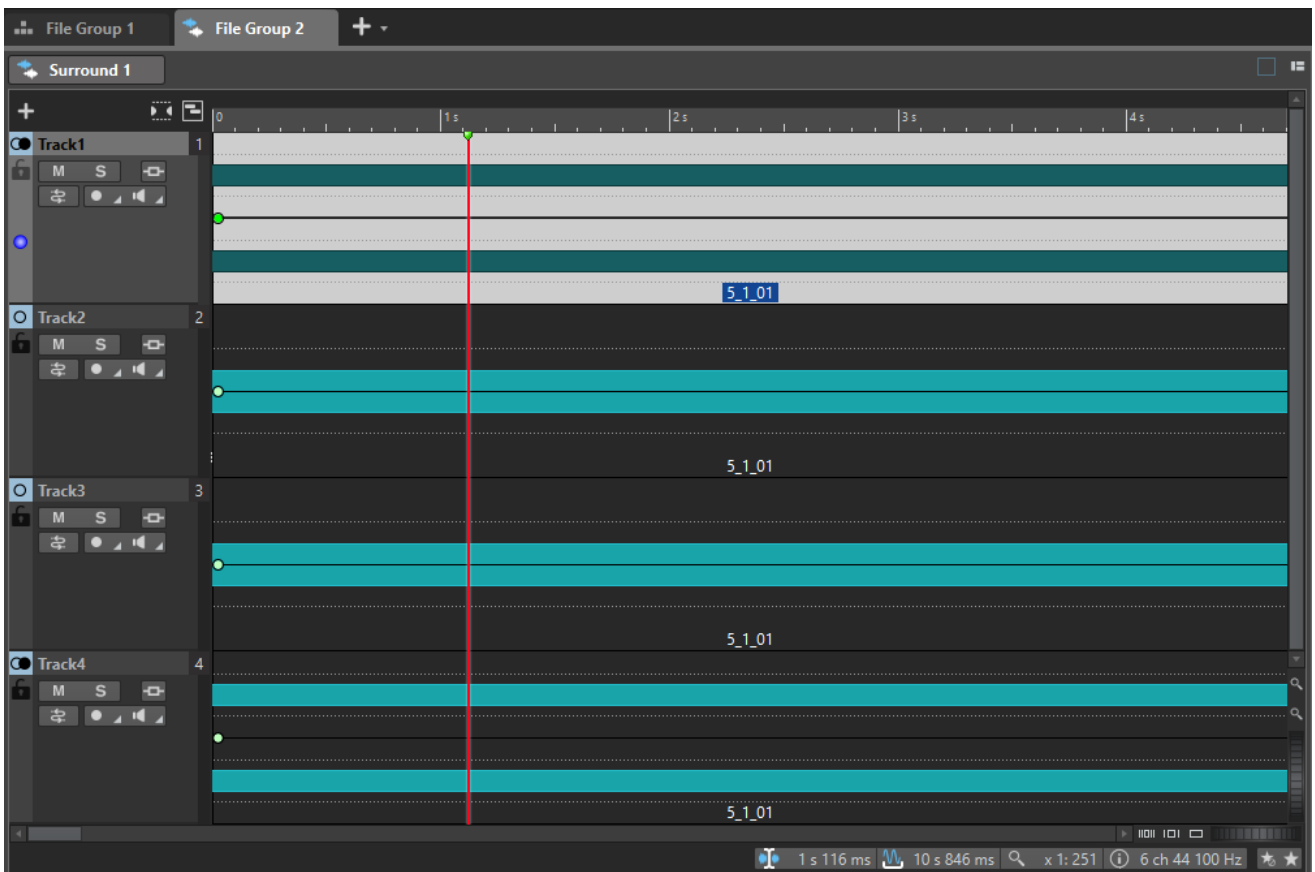 File Group 1 File Group 2
Surround 1
0 1 s 2 s 3 s 4 s
Track1 1
M S
5_1_01
Track2 2
M S
5_1_01
Track3 3
M S
5_1_01
Track4 4
M S
5_1_01
1 s 116 ms 10 s 846 ms x 1: 251 6 ch 44 100 Hz